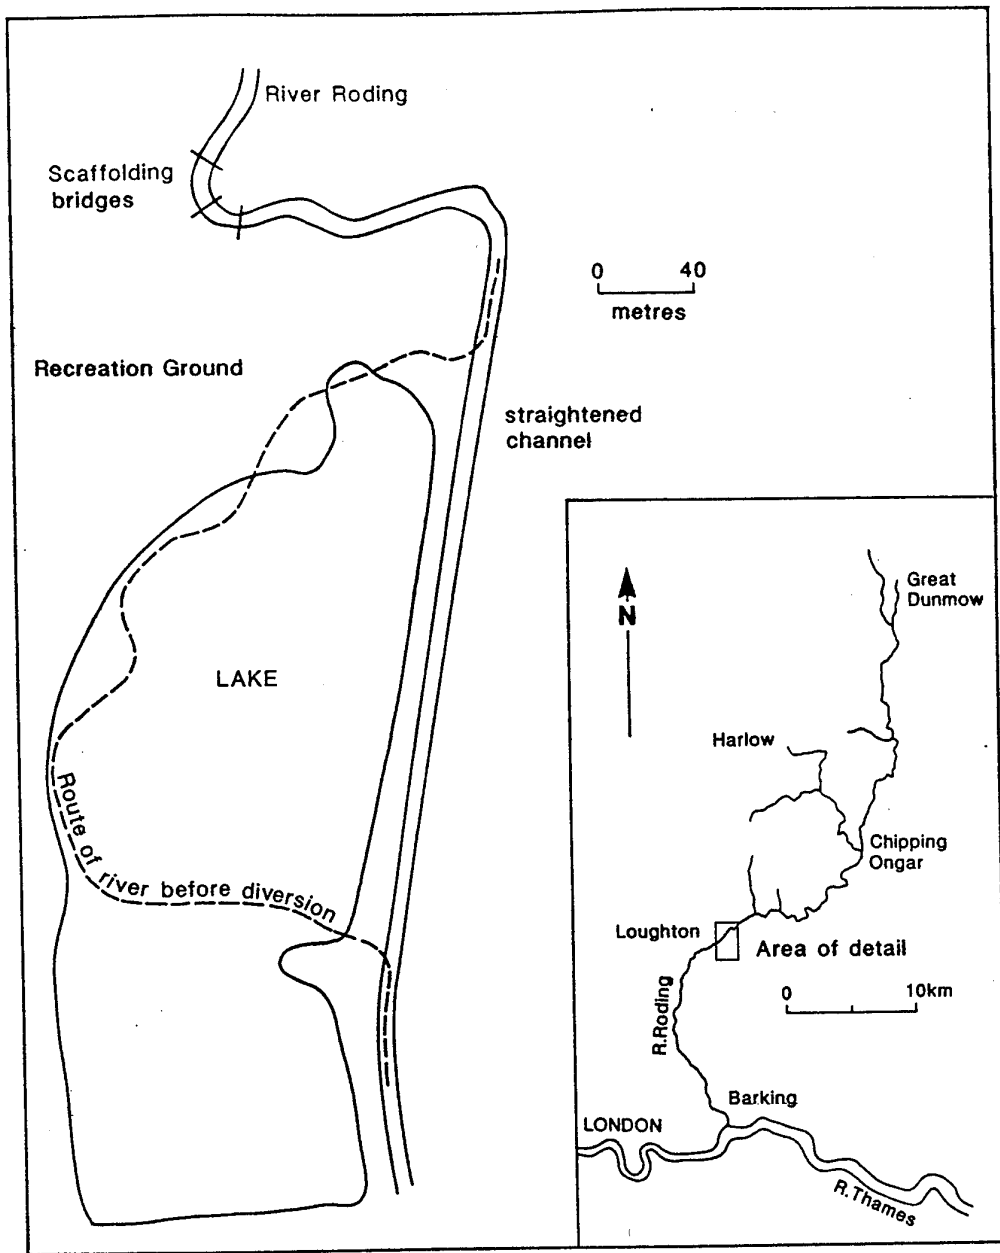 River Roding
Scaffolding
bridges
0 40
metres
Recreation Ground
straightened
channel
LAKE
Route of river before diversion
N
Great
Dunmow
Harlow
Chipping
Ongar
Loughton
Area of detail
0 10km
R.Roding
Barking
LONDON
R.Thames